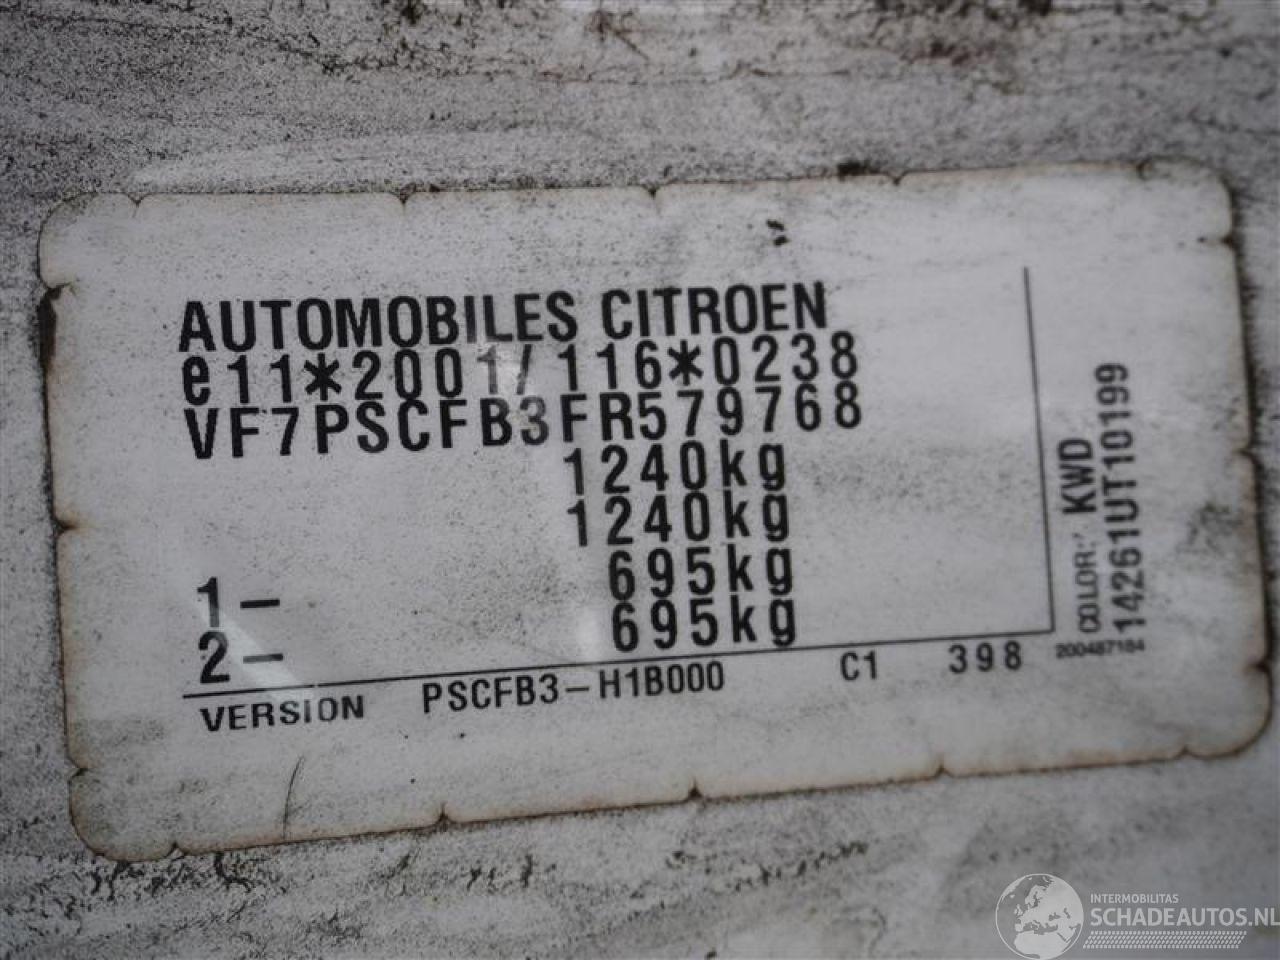 AUTOMOBILES CITROEN
e11*2001/116*0238
VF7PSCFB3FR579768
1240kg
1240kg
1- 695kg
2- 695kg
VERSION PSCFB3-H1B000 C1 398
COLOR: KWD
14261UT10199
200487184
INTERMOBILITAS
SCHADEAUTOS.NL